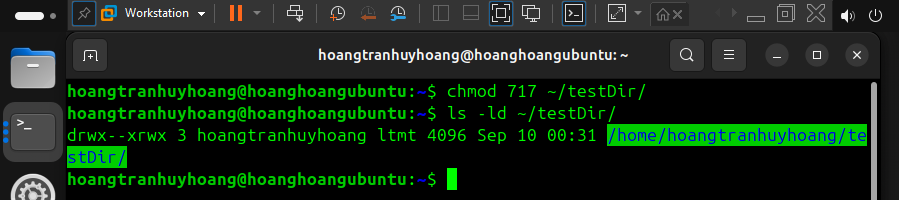 Workstation
hoangtranhuyhoang@hoanghoangubuntu: ~
hoangtranhuyhoang@hoanghoangubuntu:~$ chmod 717 ~/testDir/
hoangtranhuyhoang@hoanghoangubuntu:~$ ls -ld ~/testDir/
drwx--xrwx 3 hoangtranhuyhoang ltmt 4096 Sep 10 00:31 /home/hoangtranhuyhoang/te
stDir/
hoangtranhuyhoang@hoanghoangubuntu:~$